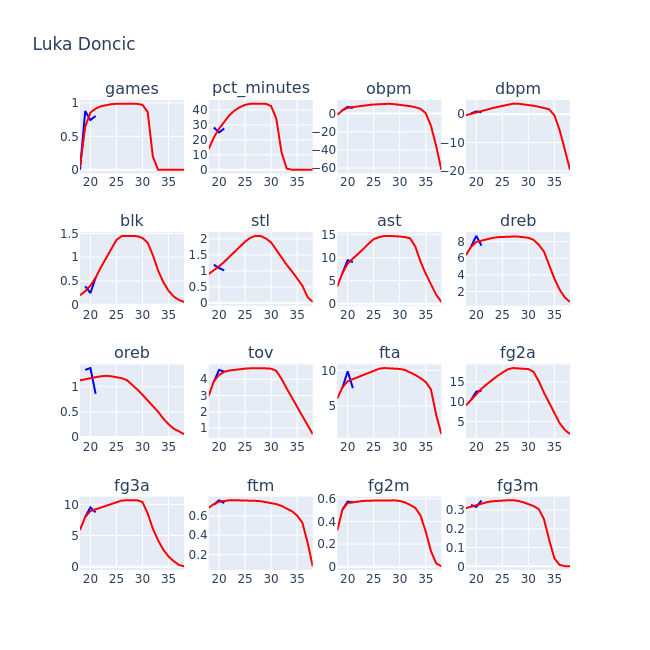 Luka Doncic
games pct_minutes obpm dbpm
1 0.5 0 20 25 30 35
40 30 20 10 0 20 25 30 35
0 −20 −40 −60 20 25 30 35
0 −10 −20 20 25 30 35
blk stl ast dreb
1.5 1 0.5 0 20 25 30 35
2 1.5 1 0.5 0 20 25 30 35
15 10 5 0 20 25 30 35
8 6 4 2 20 25 30 35
oreb tov fta fg2a
1 0.5 0 20 25 30 35
4 3 2 1 20 25 30 35
10 5 20 25 30 35
15 10 5 20 25 30 35
fg3a ftm fg2m fg3m
10 5 0 20 25 30 35
0.6 0.4 0.2 20 25 30 35
0.6 0.4 0.2 0 20 25 30 35
0.3 0.2 0.1 0 20 25 30 35